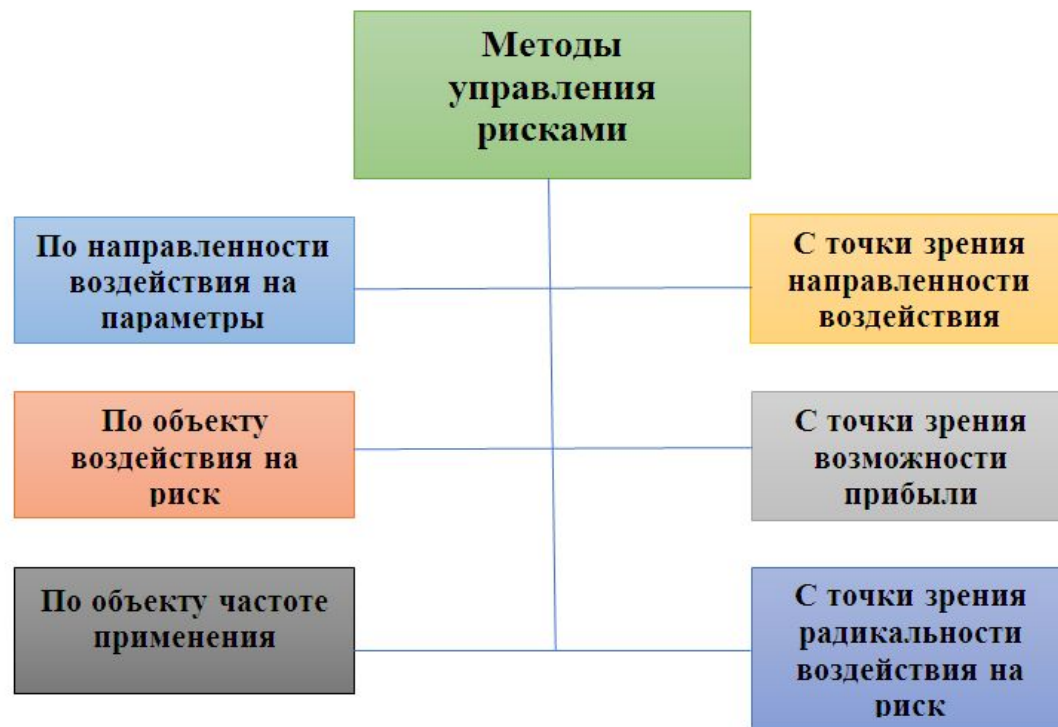 Методы
управления
рисками
По направленности
воздействия на
параметры
С точки зрения
направленности
воздействия
По объекту
воздействия на
риск
С точки зрения
возможности
прибыли
По объекту частоте
применения
С точки зрения
радикальности
воздействия на
риск